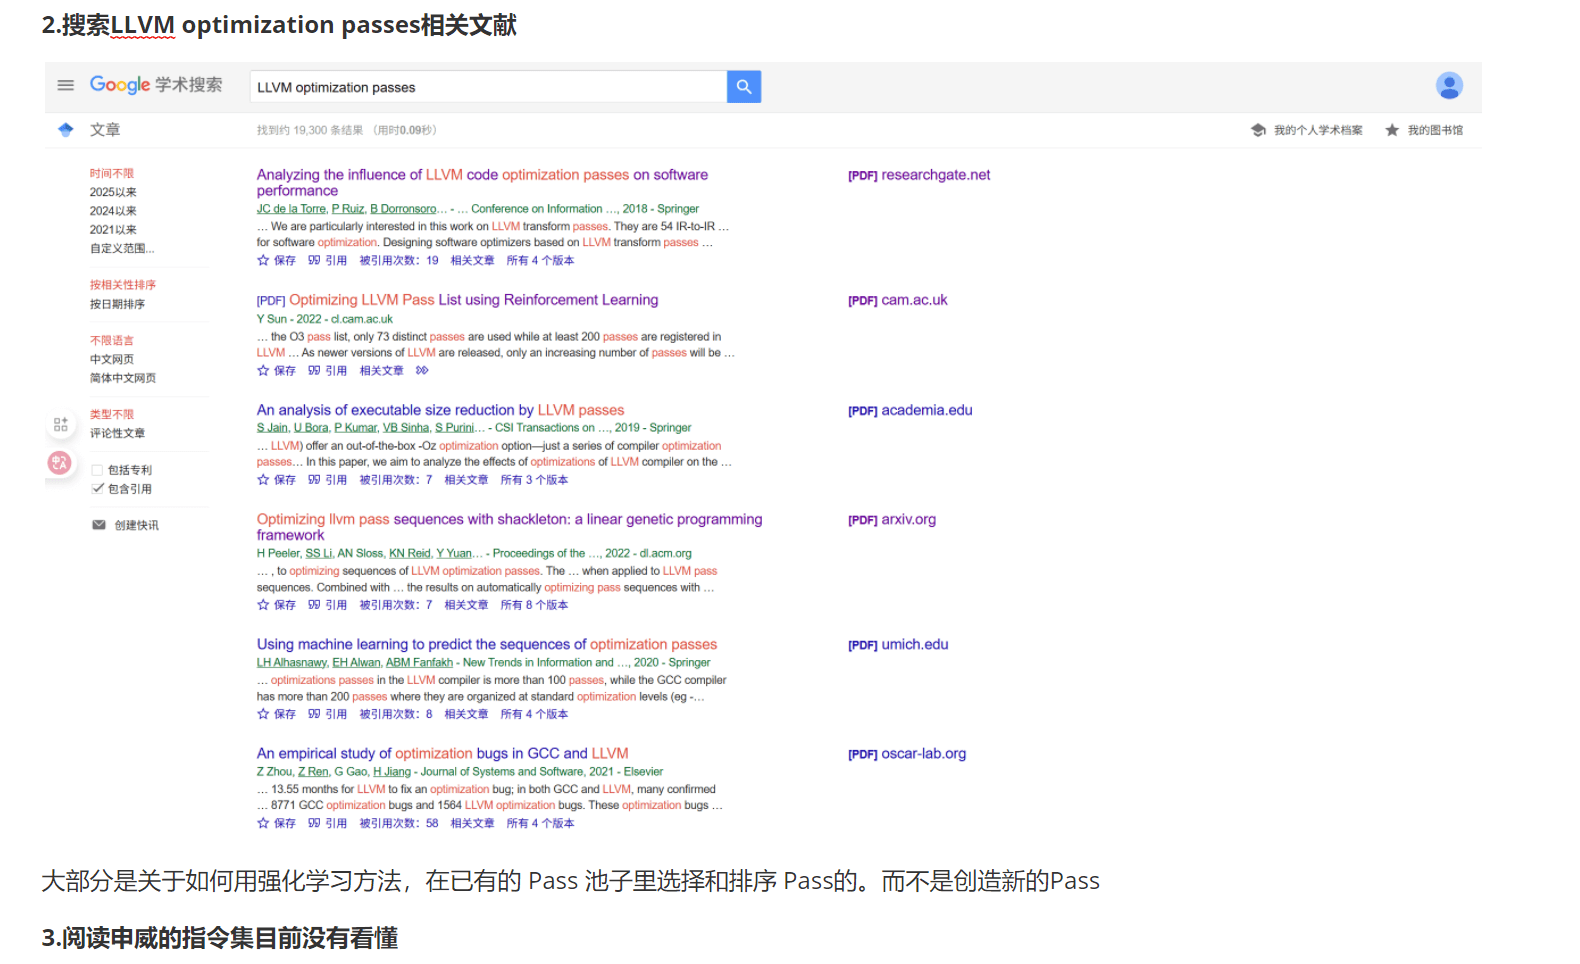 2.搜索LLVM optimization passes相关文献
Google 学术搜索
LLVM optimization passes
文章
找到约 19,300 条结果 （用时0.09秒）
我的个人学术档案
我的图书馆
时间不限
2025以来
2024以来
2021以来
自定义范围...
按相关性排序
按日期排序
不限语言
中文网页
简体中文网页
类型不限
评论性文章
包括专利
包含引用
创建快讯
Analyzing the influence of LLVM code optimization passes on software
performance
[PDF] researchgate.net
JC de la Torre, P Ruiz, B Dorronsoro… - … Conference on Information …, 2018 - Springer
… We are particularly interested in this work on LLVM transform passes. They are 54 IR-to-IR …
for software optimization. Designing software optimizers based on LLVM transform passes …
保存 引用 被引用次数：19 相关文章 所有 4 个版本
[PDF] Optimizing LLVM Pass List using Reinforcement Learning
[PDF] cam.ac.uk
Y Sun - 2022 - cl.cam.ac.uk
… the O3 pass list, only 73 distinct passes are used while at least 200 passes are registered in
LLVM … As newer versions of LLVM are released, only an increasing number of passes will be …
保存 引用 相关文章
An analysis of executable size reduction by LLVM passes
[PDF] academia.edu
S Jain, U Bora, P Kumar, VB Sinha, S Purini… - CSI Transactions on …, 2019 - Springer
… LLVM) offer an out-of-the-box -Oz optimization option—just a series of compiler optimization
passes… In this paper, we aim to analyze the effects of optimizations of LLVM compiler on the …
保存 引用 被引用次数：7 相关文章 所有 3 个版本
Optimizing llvm pass sequences with shackleton: a linear genetic programming
framework
[PDF] arxiv.org
H Peeler, SS Li, AN Sloss, KN Reid, Y Yuan… - Proceedings of the …, 2022 - dl.acm.org
… , to optimizing sequences of LLVM optimization passes. The … when applied to LLVM pass
sequences. Combined with … the results on automatically optimizing pass sequences with …
保存 引用 被引用次数：7 相关文章 所有 8 个版本
Using machine learning to predict the sequences of optimization passes
[PDF] umich.edu
LH Alhasnawy, EH Alwan, ABM Fanfakh - New Trends in Information and …, 2020 - Springer
… optimizations passes in the LLVM compiler is more than 100 passes, while the GCC compiler
has more than 200 passes where they are organized at standard optimization levels (eg -…
保存 引用 被引用次数：8 相关文章 所有 4 个版本
An empirical study of optimization bugs in GCC and LLVM
[PDF] oscar-lab.org
Z Zhou, Z Ren, G Gao, H Jiang - Journal of Systems and Software, 2021 - Elsevier
… 13.55 months for LLVM to fix an optimization bug; in both GCC and LLVM, many confirmed
… 8771 GCC optimization bugs and 1564 LLVM optimization bugs. These optimization bugs …
保存 引用 被引用次数：58 相关文章 所有 4 个版本
大部分是关于如何用强化学习方法，在已有的 Pass 池子里选择和排序 Pass的。而不是创造新的Pass
3.阅读申威的指令集目前没有看懂